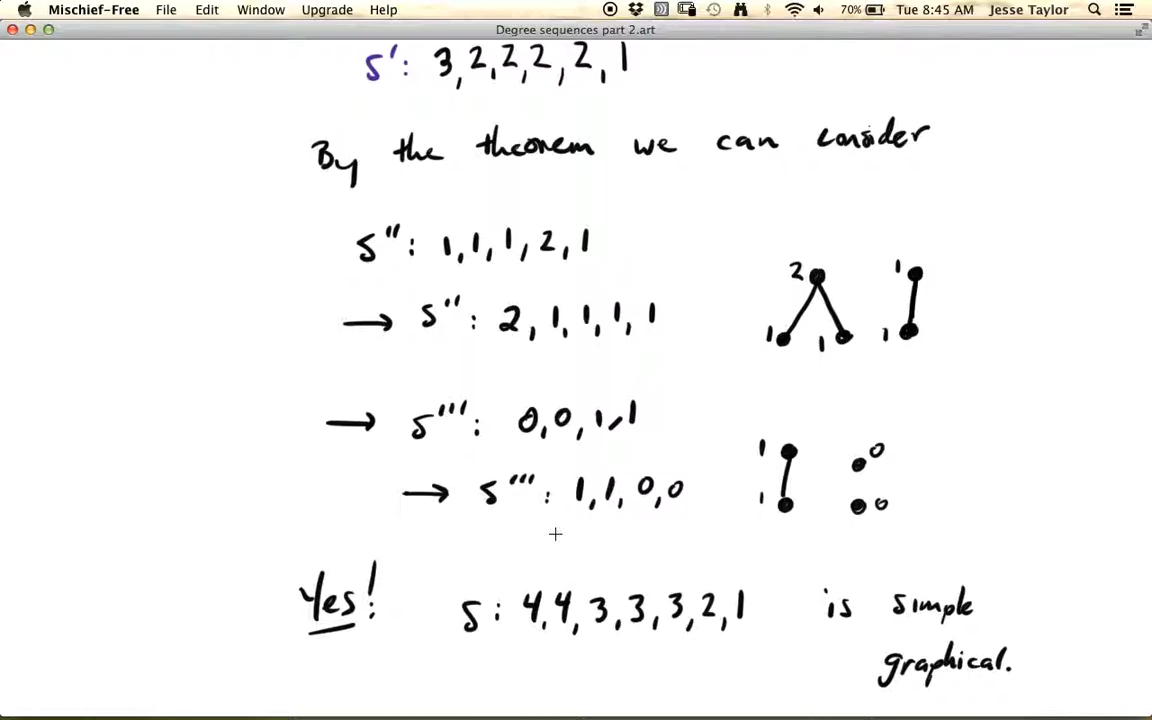 Mischief-Free File Edit Window Upgrade Help 70% Tue 8:45 AM Jesse Taylor
Degree sequences part 2.art
S': 3,2,2,2,2,1
By the theorem we can consider
S'': 1,1,1,2,1
→ S'': 2,1,1,1,1
2 1 1
1 1
→ S''': 0,0,1,1
→ S''': 1,1,0,0
1 0
1 0
Yes! S: 4,4,3,3,3,2,1 is simple
graphical.